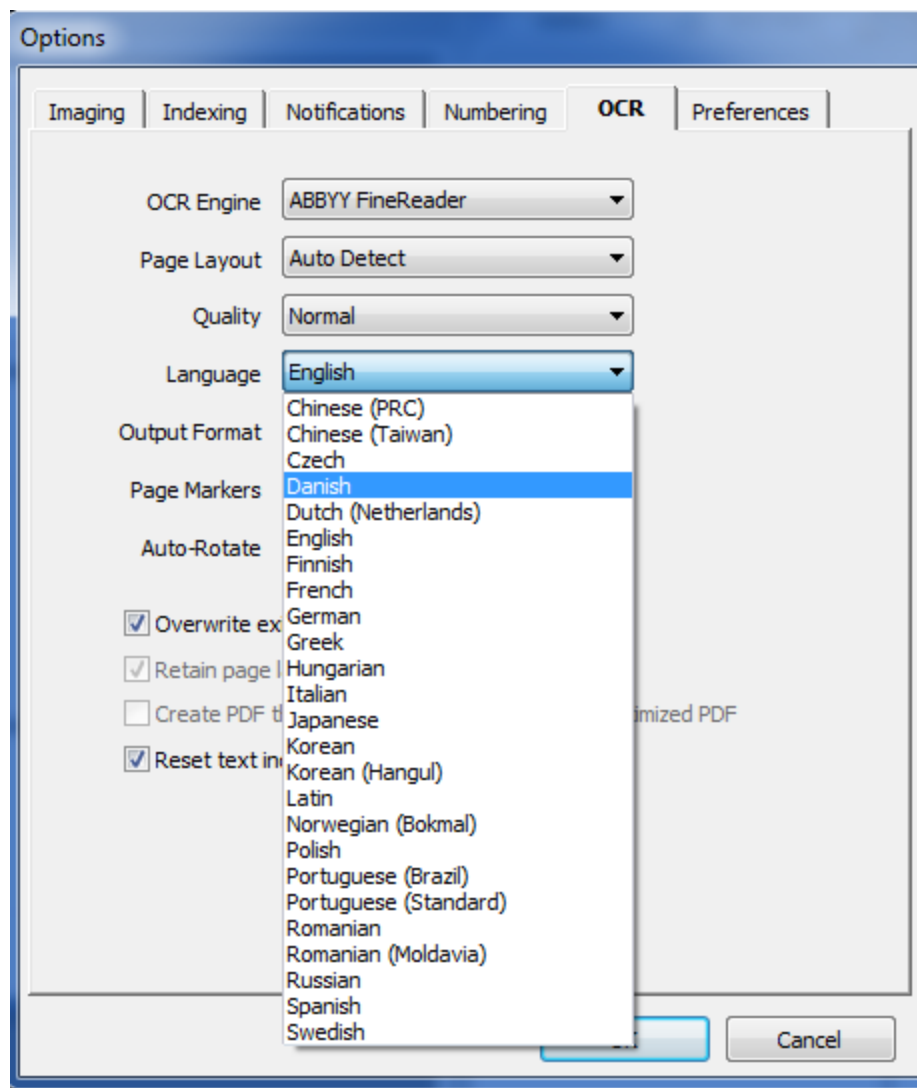 Options
Imaging Indexing Notifications Numbering OCR Preferences
OCR Engine ABBYY FineReader
Page Layout Auto Detect
Quality Normal
Language English
Chinese (PRC)
Output Format Chinese (Taiwan)
Czech
Page Markers Danish
Dutch (Netherlands)
Auto-Rotate English
Finnish
French
Overwrite German
Greek
Retain page Hungarian
Italian
Create PDF Japanese PDF
Korean
Reset text Korean (Hangul)
Latin
Norwegian (Bokmal)
Polish
Portuguese (Brazil)
Portuguese (Standard)
Romanian
Romanian (Moldavia)
Russian
Spanish
Swedish
Cancel